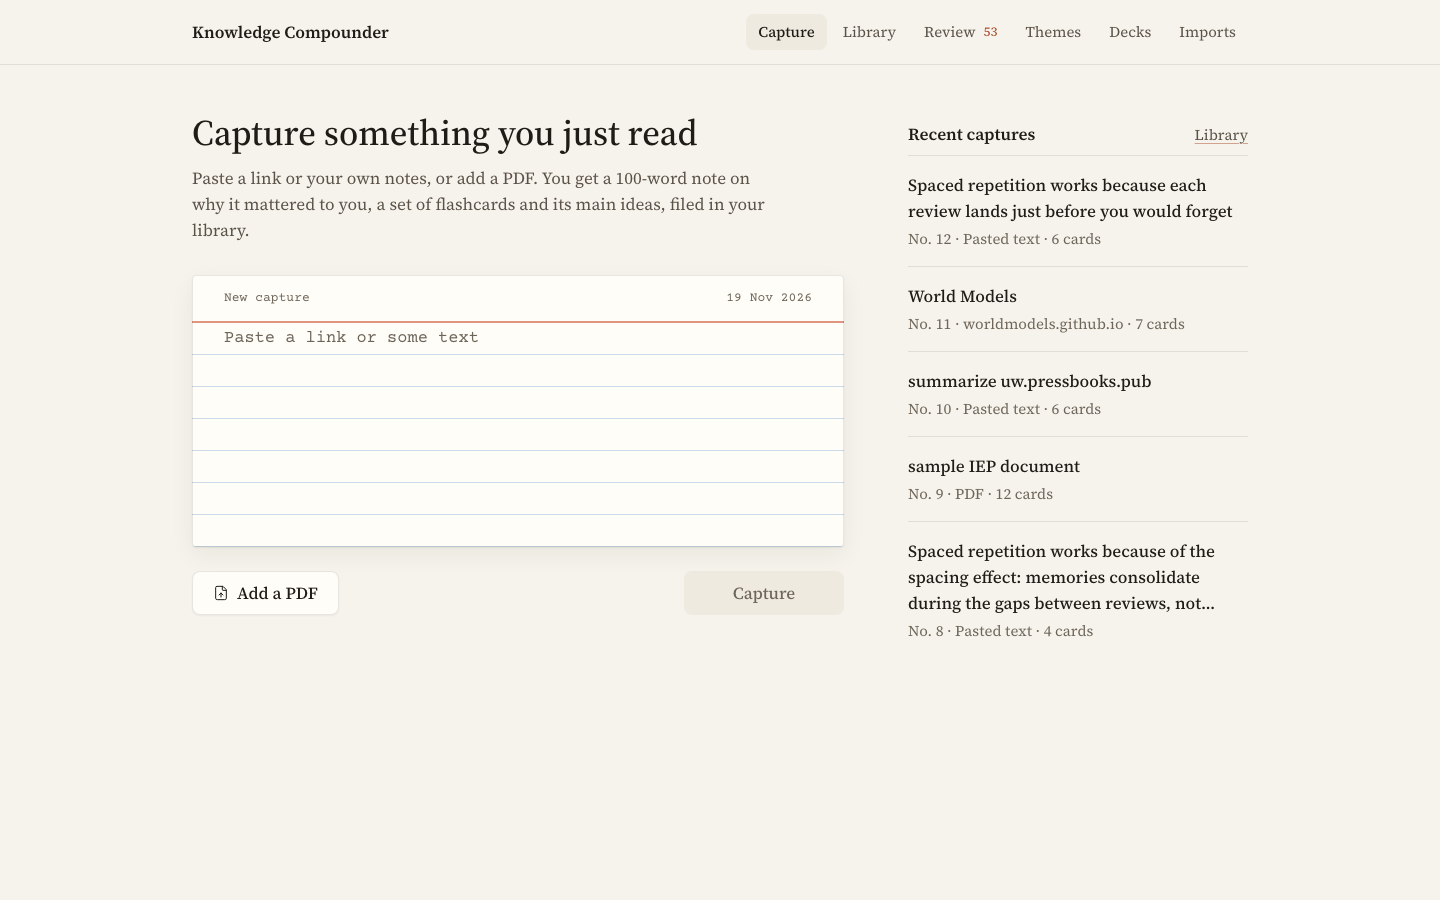 Knowledge Compounder
Capture
Library
Review 53
Themes
Decks
Imports
Capture something you just read
Paste a link or your own notes, or add a PDF. You get a 100-word note on
why it mattered to you, a set of flashcards and its main ideas, filed in your
library.
New capture
19 Nov 2026
Paste a link or some text
Add a PDF
Capture
Recent captures
Library
Spaced repetition works because each
review lands just before you would forget
No. 12 · Pasted text · 6 cards
World Models
No. 11 · worldmodels.github.io · 7 cards
summarize uw.pressbooks.pub
No. 10 · Pasted text · 6 cards
sample IEP document
No. 9 · PDF · 12 cards
Spaced repetition works because of the
spacing effect: memories consolidate
during the gaps between reviews, not...
No. 8 · Pasted text · 4 cards